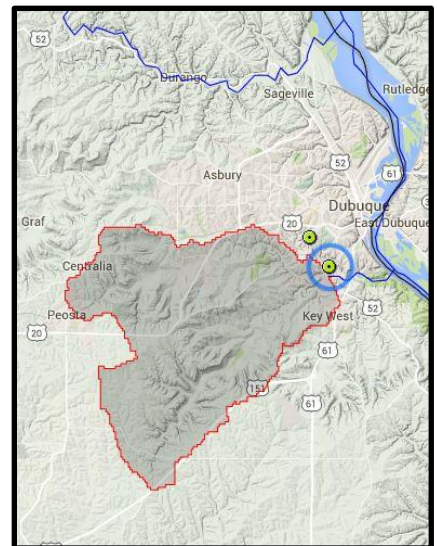 52
Durango
Sageville
Rutledge
52
Asbury
61
Dubuque
Graf
20
East Dubuque
Centralia
Peosta
Key West
52
20
61
151
61